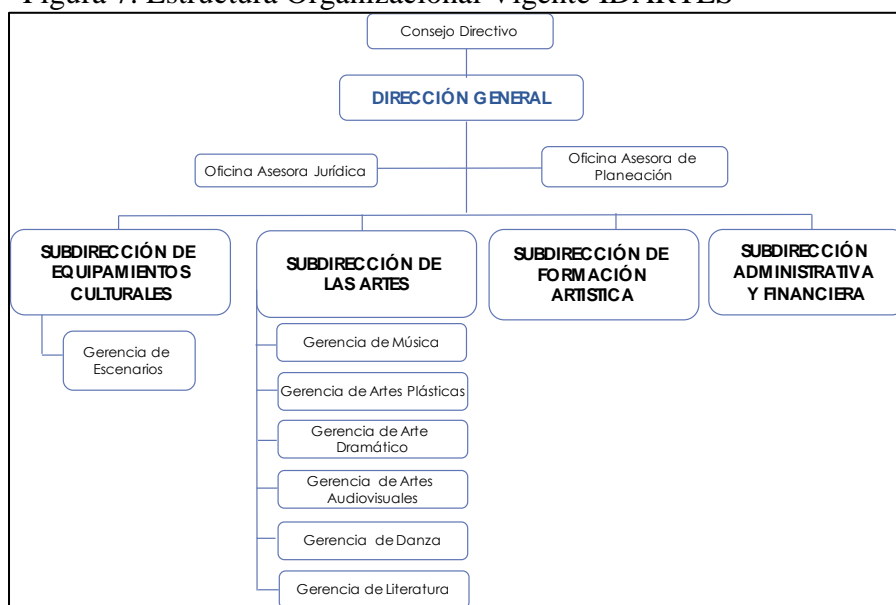 Figura 7. Estructura Organizacional Vigente IDARTES
Consejo Directivo
DIRECCIÓN GENERAL
Oficina Asesora Jurídica
Oficina Asesora de
Planeación
SUBDIRECCIÓN DE
EQUIPAMIENTOS
CULTURALES
SUBDIRECCIÓN DE
LAS ARTES
SUBDIRECCIÓN DE
FORMACIÓN
ARTISTICA
SUBDIRECCIÓN
ADMINISTRATIVA
Y FINANCIERA
Gerencia de
Escenarios
Gerencia de Música
Gerencia de Artes Plásticas
Gerencia de Arte
Dramático
Gerencia de Artes
Audiovisuales
Gerencia de Danza
Gerencia de Literatura